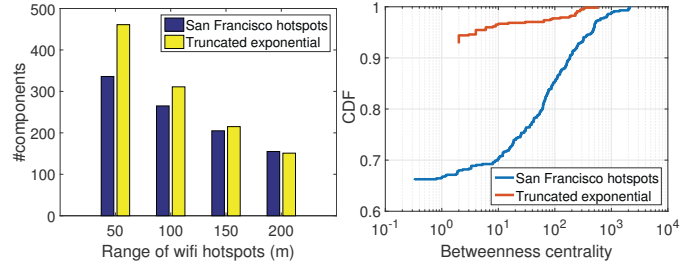 500
400
300
200
100
0
#components
San Francisco hotspots
Truncated exponential
50 100 150 200
Range of wifi hotspots (m)
1
0.9
0.8
0.7
0.6
CDF
San Francisco hotspots
Truncated exponential
10^-1 10^0 10^1 10^2 10^3 10^4
Betweenness centrality